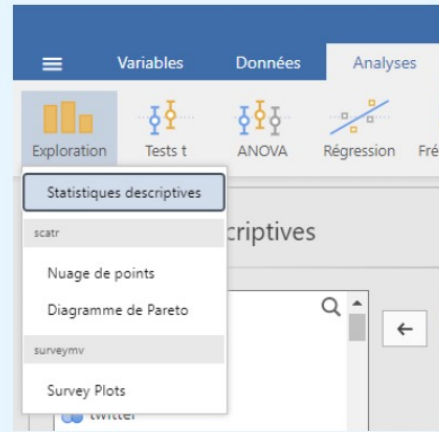 Variables Données Analyses
Exploration Tests t ANOVA Régression Fré
Statistiques descriptives
scatr
criptives
Nuage de points
Diagramme de Pareto
surveymv
Survey Plots
twitter